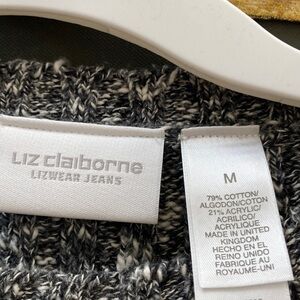 Liz claiborne
LIZWEAR JEANS
M
79% COTTON/
ALGODON/COTON
21% ACRYLIC/
ACRILICO/
ACRYLIQUE
MADE IN UNITED
KINGDOM
HECHO EN EL
REINO UNIDO
FABRIQUE AU
ROYAUME-UNI